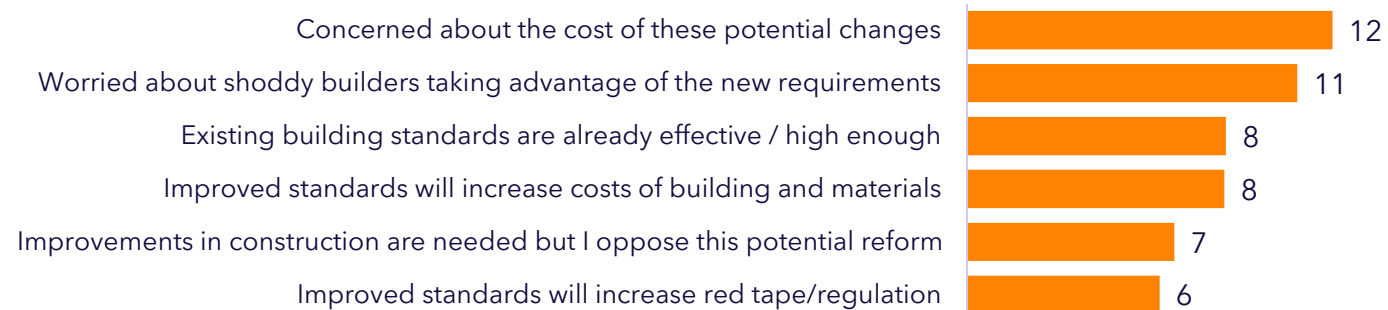 Concerned about the cost of these potential changes 12
Worried about shoddy builders taking advantage of the new requirements 11
Existing building standards are already effective / high enough 8
Improved standards will increase costs of building and materials 8
Improvements in construction are needed but I oppose this potential reform 7
Improved standards will increase red tape/regulation 6